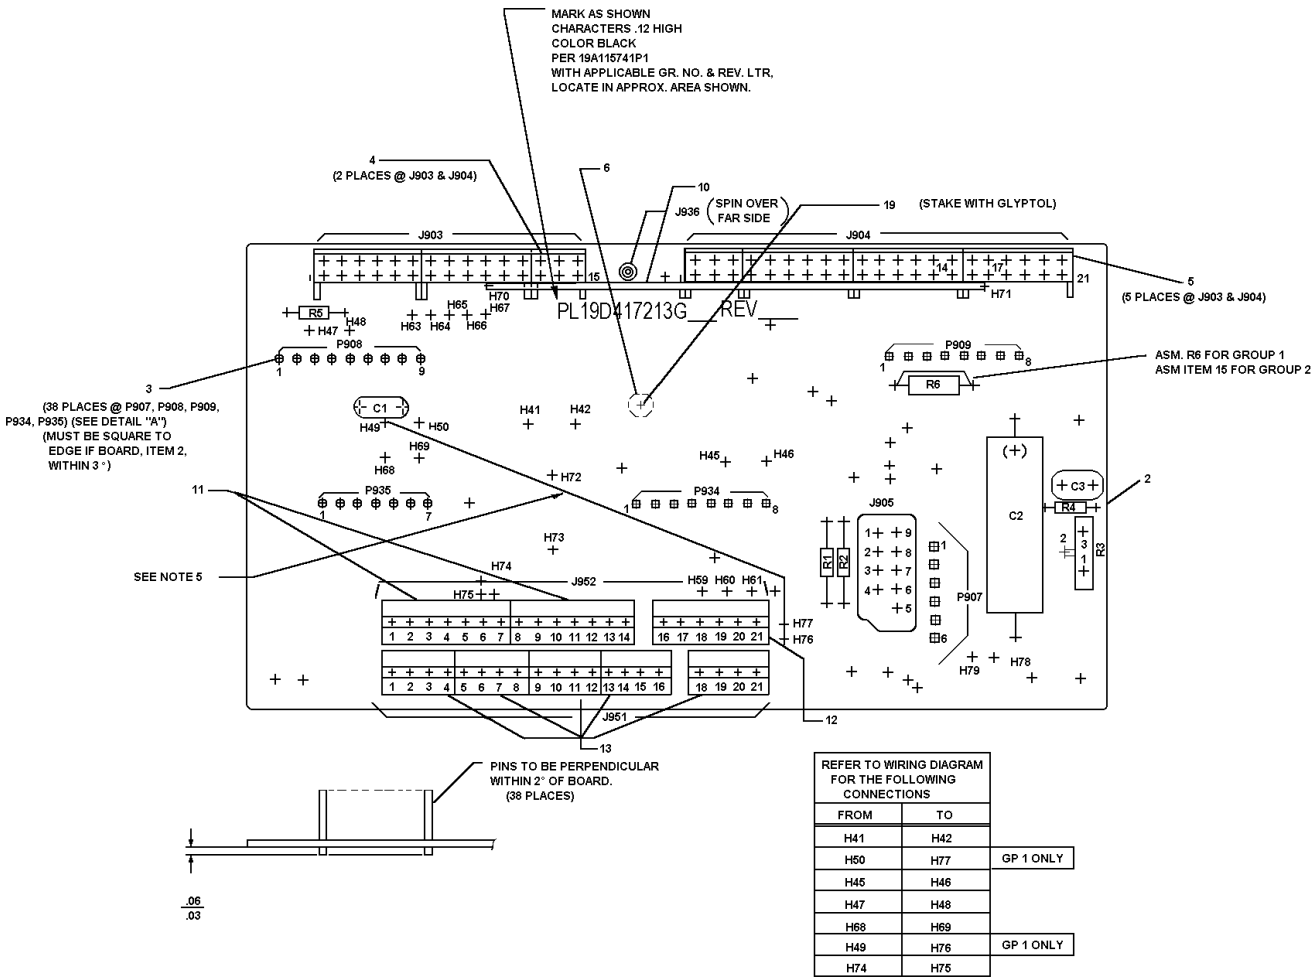 MARK AS SHOWN
CHARACTERS .12 HIGH
COLOR BLACK
PER 19A115741P1
WITH APPLICABLE GR. NO. & REV. LTR,
LOCATE IN APPROX. AREA SHOWN.
4
(2 PLACES @ J903 & J904)
6
10
J936
(SPIN OVER
FAR SIDE)
19
(STAKE WITH GLYPTOL)
J903
J904
15
14
17
21
5
(5 PLACES @ J903 & J904)
H70
H71
H65
H67
H63
H64
H66
PL19D417213G__ REV____
R5
H47
H48
P908
1
9
P909
1
8
R6
ASM. R6 FOR GROUP 1
ASM ITEM 15 FOR GROUP 2
3
(38 PLACES @ P907, P908, P909,
P934, P935) (SEE DETAIL "A")
(MUST BE SQUARE TO
EDGE IF BOARD, ITEM 2,
WITHIN 3°)
C1
H49
H50
H41
H42
H69
H68
H45
H46
H72
(+)
C2
C3
R4
2
R3
2
3
1
11
P935
1
7
P934
1
8
J905
1
9
2
8
3
7
4
6
5
R1
R2
1
P907
6
H73
SEE NOTE 5
H74
H75
J952
H59
H60
H61
1 2 3 4 5 6 7 8 9 10 11 12 13 14
16 17 18 19 20 21
H77
H76
H79
H78
1 2 3 4 5 6 7 8 9 10 11 12 13 14 15 16
18 19 20 21
J951
12
13
PINS TO BE PERPENDICULAR
WITHIN 2° OF BOARD.
(38 PLACES)
.06
.03
REFER TO WIRING DIAGRAM
FOR THE FOLLOWING
CONNECTIONS
FROM TO
H41 H42
H50 H77 GP 1 ONLY
H45 H46
H47 H48
H68 H69
H49 H76 GP 1 ONLY
H74 H75